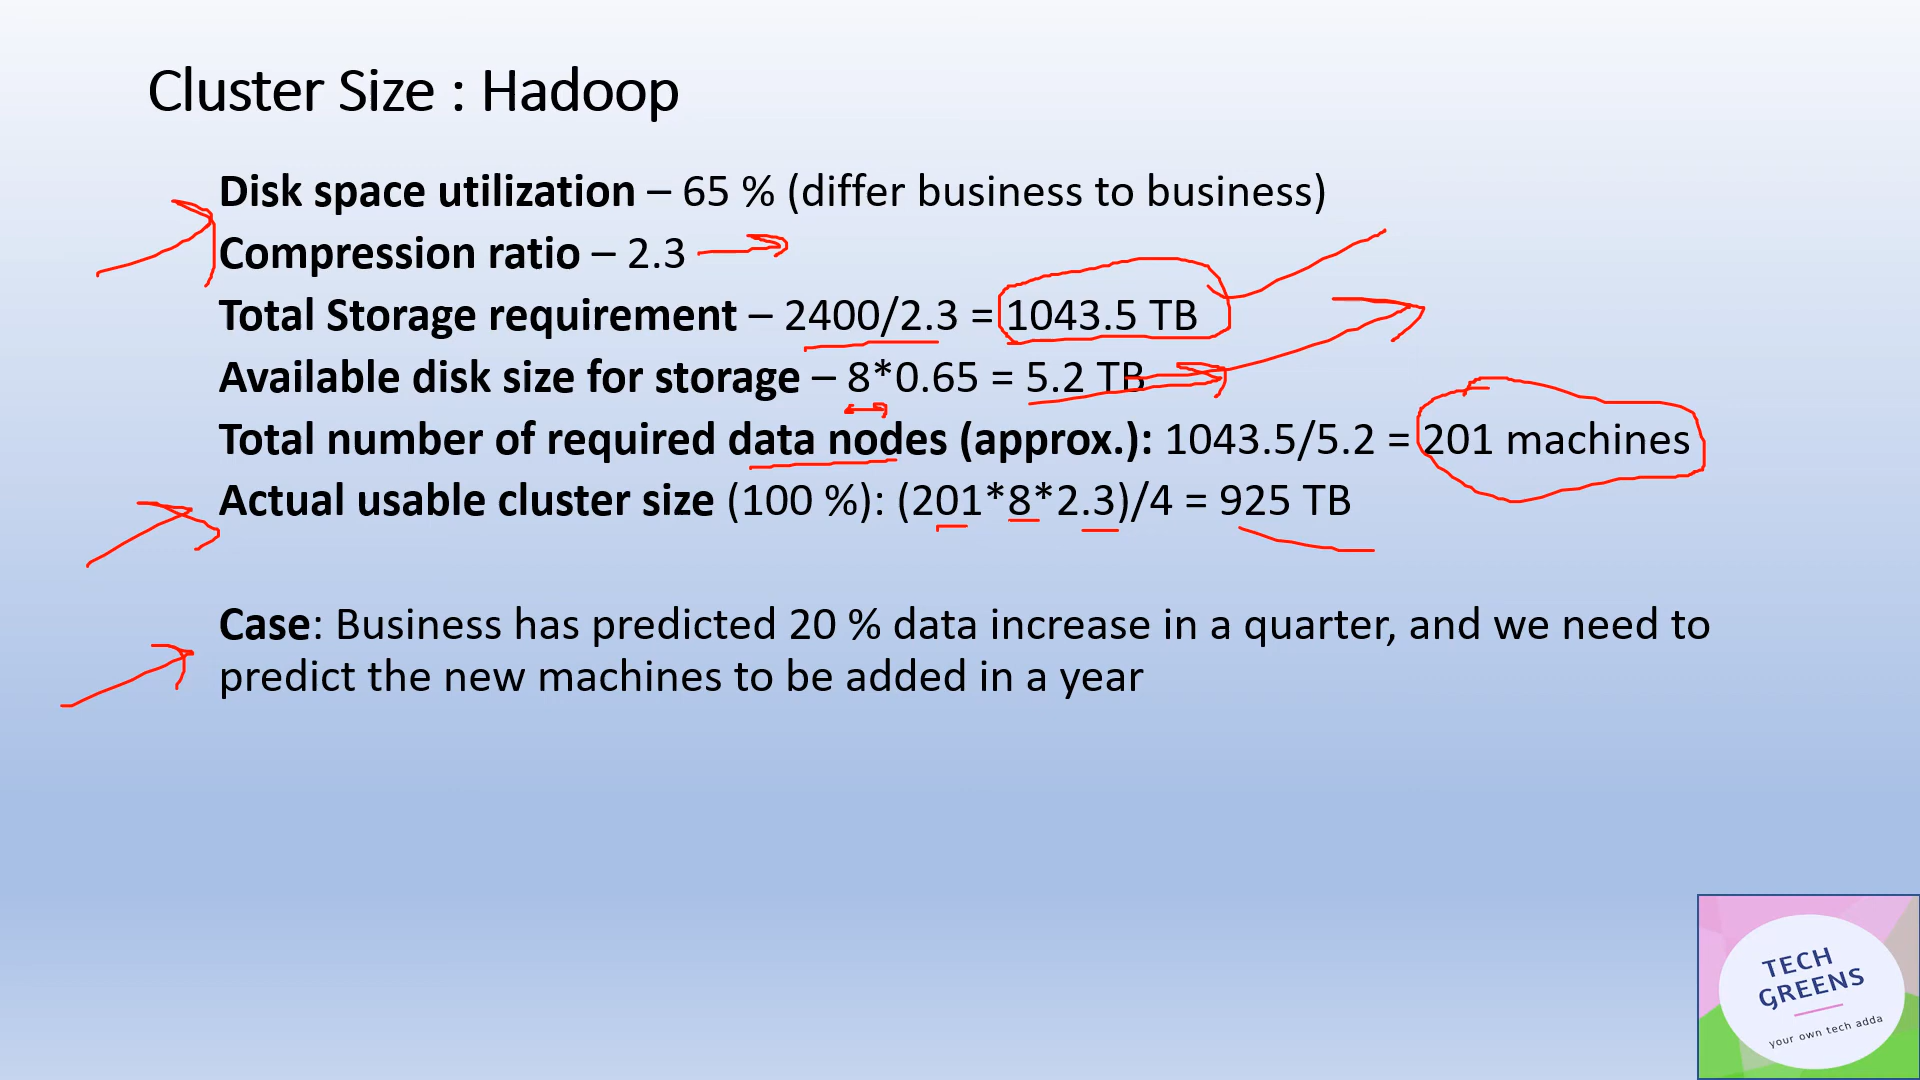 Cluster Size : Hadoop
Disk space utilization – 65 % (differ business to business)
Compression ratio – 2.3
Total Storage requirement – 2400/2.3 = 1043.5 TB
Available disk size for storage – 8*0.65 = 5.2 TB
Total number of required data nodes (approx.): 1043.5/5.2 = 201 machines
Actual usable cluster size (100 %): (201*8*2.3)/4 = 925 TB
Case: Business has predicted 20 % data increase in a quarter, and we need to
predict the new machines to be added in a year
TECH
GREENS
your own tech adda